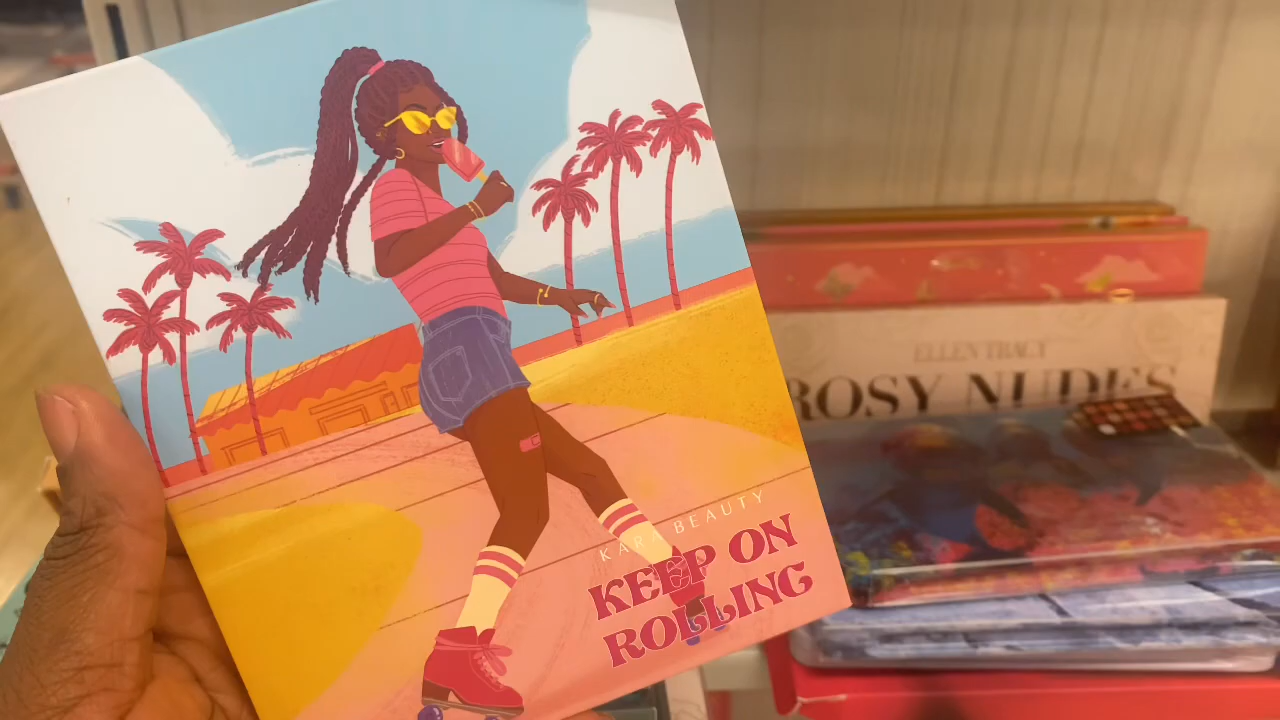 KARA BEAUTY
KEEP ON
ROLLING
ELLEN TRACY
ROSY NUDES